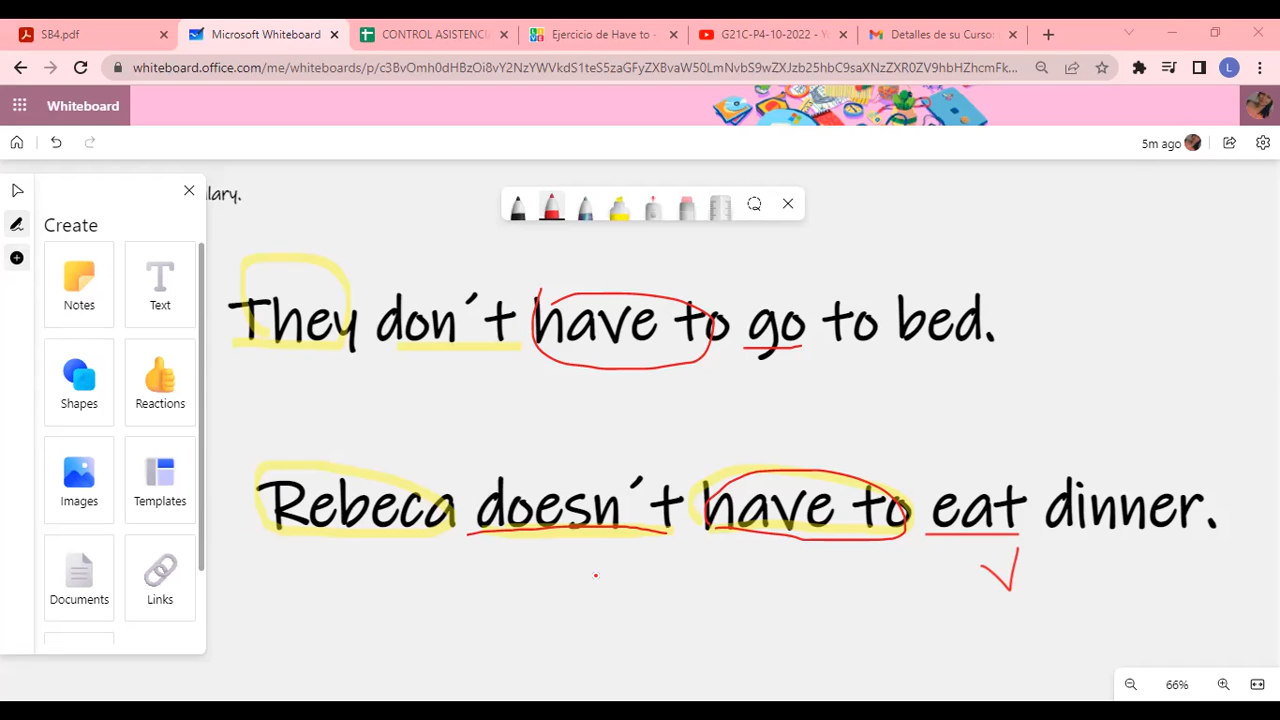 SB4.pdf
Microsoft Whiteboard
CONTROL ASISTENC
Ejercicio de Have to -
G21C-P4-10-2022 - Y
Detalles de su Curso:
whiteboard.office.com/me/whiteboards/p/c3BvOmh0dHBzOi8vY2NzYWVkdS1teS5zaGFyZXBvaW50LmNvbS9wZXJzb25hbC9saXNzZXR0ZV9hbHZhcmFk...
L
Whiteboard
5m ago
lary.
Create
Notes
Text
Shapes
Reactions
Images
Templates
Documents
Links
They don´t have to go to bed.
Rebeca doesn´t have to eat dinner.
66%